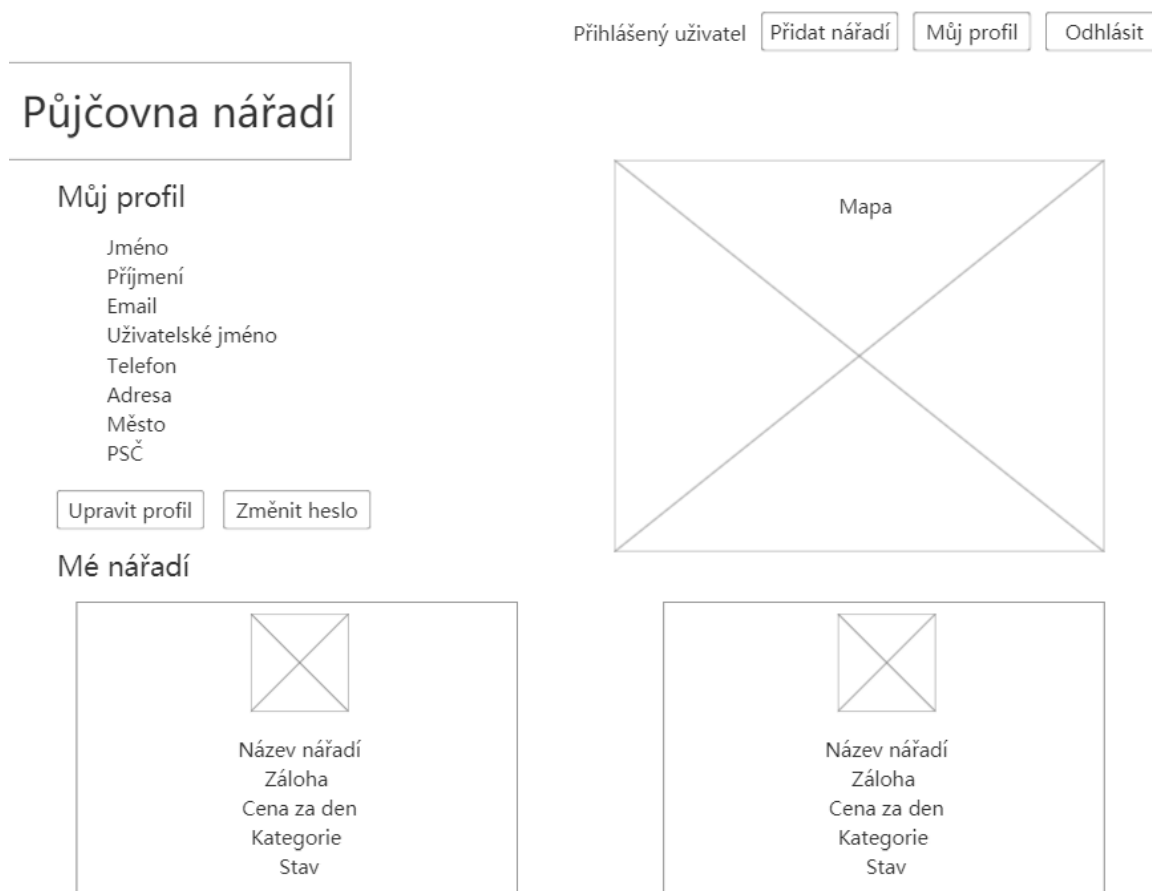 Přihlášený uživatel Přidat nářadí Můj profil Odhlásit
Půjčovna nářadí
Můj profil
Mapa
Jméno
Příjmení
Email
Uživatelské jméno
Telefon
Adresa
Město
PSČ
Upravit profil Změnit heslo
Mé nářadí
Název nářadí
Záloha
Cena za den
Kategorie
Stav
Název nářadí
Záloha
Cena za den
Kategorie
Stav